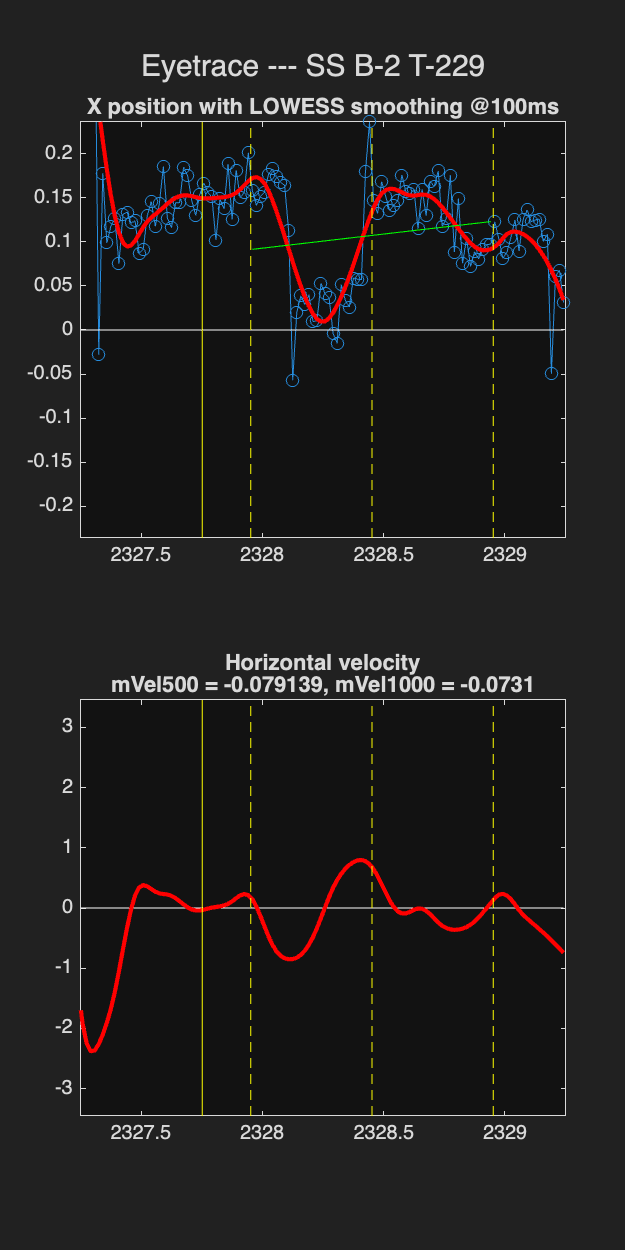 Eyetrace --- SS B-2 T-229
X position with LOWESS smoothing @100ms
0.2
0.15
0.1
0.05
0
-0.05
-0.1
-0.15
-0.2
2327.5 2328 2328.5 2329
Horizontal velocity
mVel500 = -0.079139, mVel1000 = -0.0731
3
2
1
0
-1
-2
-3
2327.5 2328 2328.5 2329